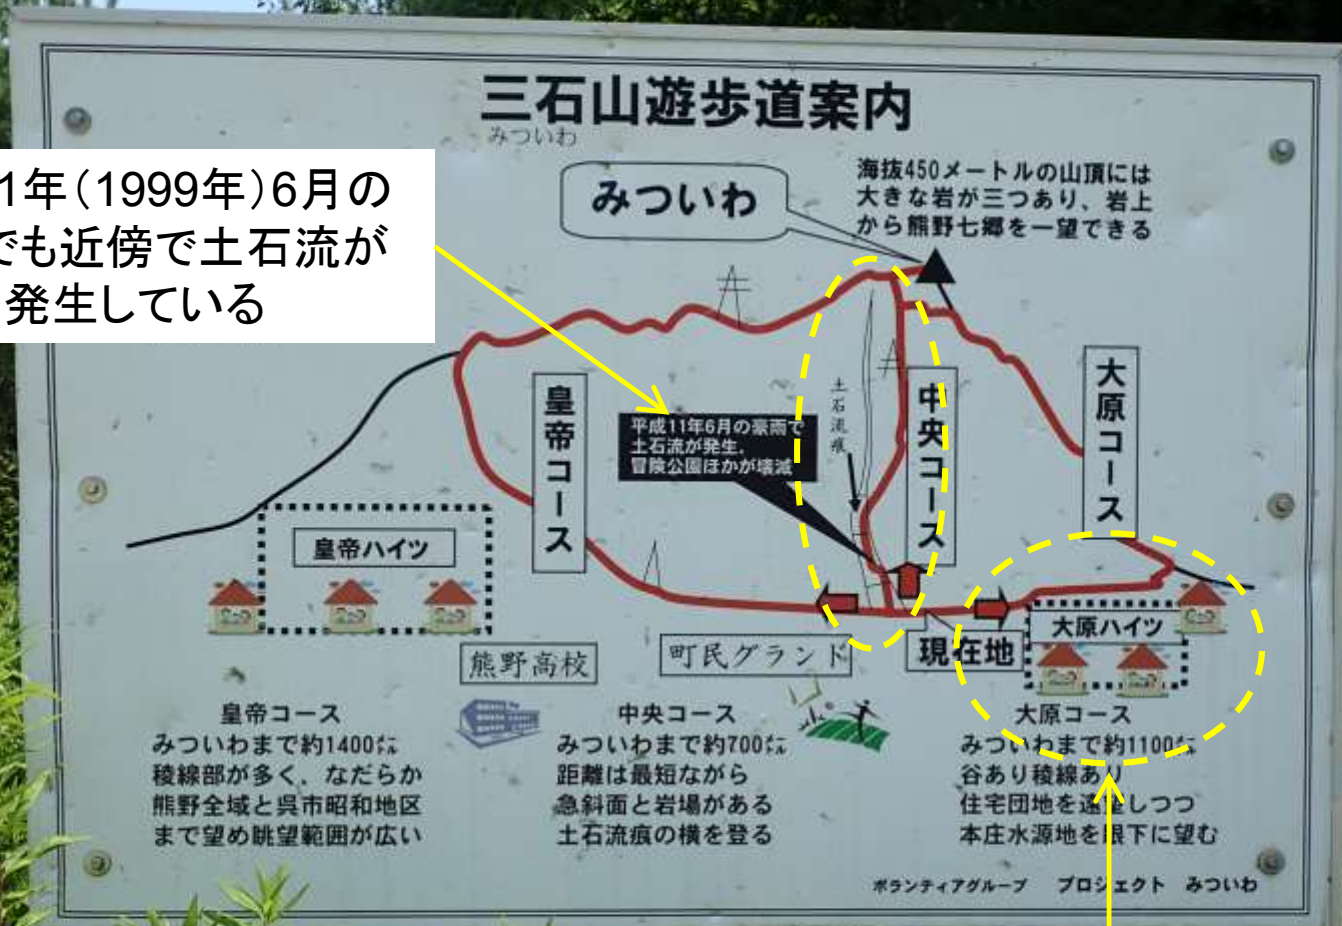 三石山遊歩道案内
みついわ
1年（1999年）6月の
でも近傍で土石流が
発生している
みついわ
海抜450メートルの山頂には
大きな岩が三つあり、岩上
から熊野七郷を一望できる
皇帝コース
平成11年6月の豪雨で
土石流が発生、
冒険公園ほかが壊滅
土石流痕
中央コース
大原コース
皇帝ハイツ
大原ハイツ
熊野高校
町民グランド
現在地
皇帝コース
みついわまで約1400㍍
稜線部が多く、なだらか
熊野全域と呉市昭和地区
まで望め眺望範囲が広い
中央コース
みついわまで約700㍍
距離は最短ながら
急斜面と岩場がある
土石流痕の横を登る
大原コース
みついわまで約1100㍍
谷あり稜線あり
住宅団地を遠望しつつ
本庄水源地を眼下に望む
ボランティアグループ プロジェクト みついわ